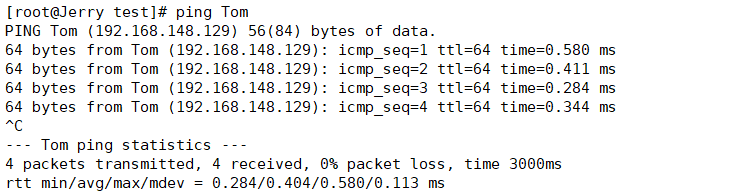 [root@Jerry test]# ping Tom
PING Tom (192.168.148.129) 56(84) bytes of data.
64 bytes from Tom (192.168.148.129): icmp_seq=1 ttl=64 time=0.580 ms
64 bytes from Tom (192.168.148.129): icmp_seq=2 ttl=64 time=0.411 ms
64 bytes from Tom (192.168.148.129): icmp_seq=3 ttl=64 time=0.284 ms
64 bytes from Tom (192.168.148.129): icmp_seq=4 ttl=64 time=0.344 ms
^C
--- Tom ping statistics ---
4 packets transmitted, 4 received, 0% packet loss, time 3000ms
rtt min/avg/max/mdev = 0.284/0.404/0.580/0.113 ms